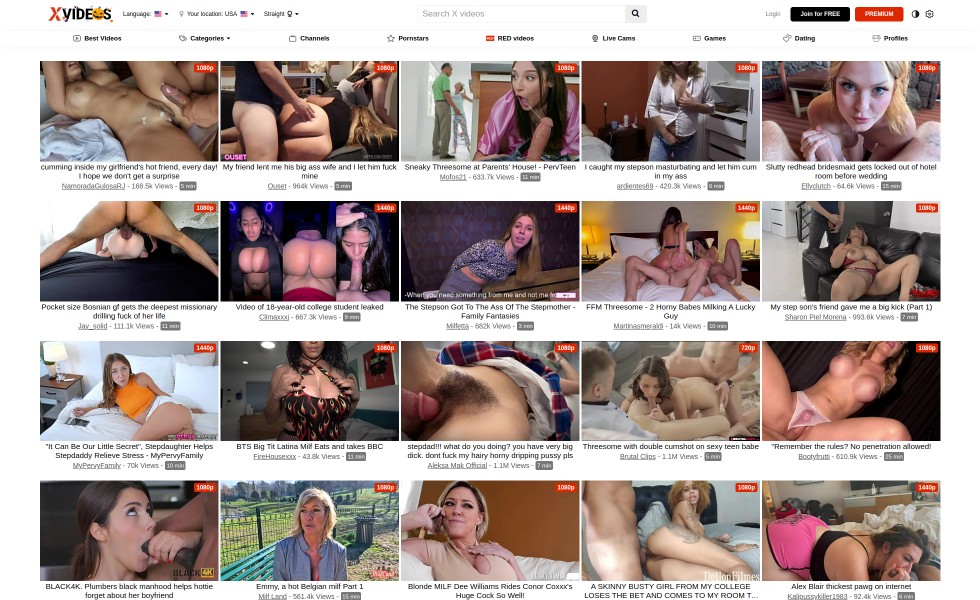 XVIDEOS
Language:
Your location: USA
Straight
Search X videos
Login
Join for FREE
PREMIUM
Best Videos
Categories
Channels
Pornstars
RED videos
Live Cams
Games
Dating
Profiles
1080p
1080p
1080p
1080p
1080p
OUSET
cumming inside my girlfriend's hot friend, every day!
I hope we don't get a surprise
NamoradaGulosaRJ - 168.5k Views - 5 min
My friend lent me his big ass wife and I let him fuck
mine
Ouset - 964k Views - 5 min
Sneaky Threesome at Parents' House! - PervTeen
Mofos21 - 633.7k Views - 11 min
I caught my stepson masturbating and let him cum
in my ass
ardientes69 - 420.3k Views - 6 min
Slutty redhead bridesmaid gets locked out of hotel
room before wedding
Ellyclutch - 64.6k Views - 15 min
1080p
1440p
1440p
1440p
1080p
-When you need something from me and not me fro
Pocket size Bosnian gf gets the deepest missionary
drilling fuck of her life
Jay_solid - 111.1k Views - 11 min
Video of 18-year-old college student leaked
Climaxxxi - 667.3k Views - 9 min
The Stepson Got To The Ass Of The Stepmother -
Family Fantasies
Milfetta - 682k Views - 3 min
FFM Threesome - 2 Horny Babes Milking A Lucky
Guy
Martinasmeraldi - 14k Views - 10 min
My step son's friend gave me a big kick (Part 1)
Sharon Piel Morena - 993.6k Views - 7 min
1440p
1080p
1080p
720p
1080p
"It Can Be Our Little Secret", Stepdaughter Helps
Stepdaddy Relieve Stress - MyPervyFamily
MyPervyFamily - 70k Views - 10 min
BTS Big Tit Latina Milf Eats and takes BBC
FireHousexxx - 43.8k Views - 11 min
stepdad!!! what do you doing? you have very big
dick. dont fuck my hairy horny dripping pussy pls
Aleksa Mak Official - 1.1M Views - 7 min
Threesome with double cumshot on sexy teen babe
Brutal Clips - 1.1M Views - 5 min
"Remember the rules? No penetration allowed!
Bootyfrutti - 610.9k Views - 25 min
1080p
1080p
1080p
1080p
1440p
BLACK4K
DeflorFilmes
BLACK4K. Plumbers black manhood helps hottie
forget about her boyfriend
Emmy, a hot Belgian milf Part 1
Milf Land - 561.4k Views - 15 min
Blonde MILF Dee Williams Rides Conor Coxxx's
Huge Cock So Well!
A SKINNY BUSTY GIRL FROM MY COLLEGE
LOSES THE BET AND COMES TO MY ROOM T...
Alex Blair thickest pawg on internet
Kaliqussykiller1983 - 92.4k Views - 6 min